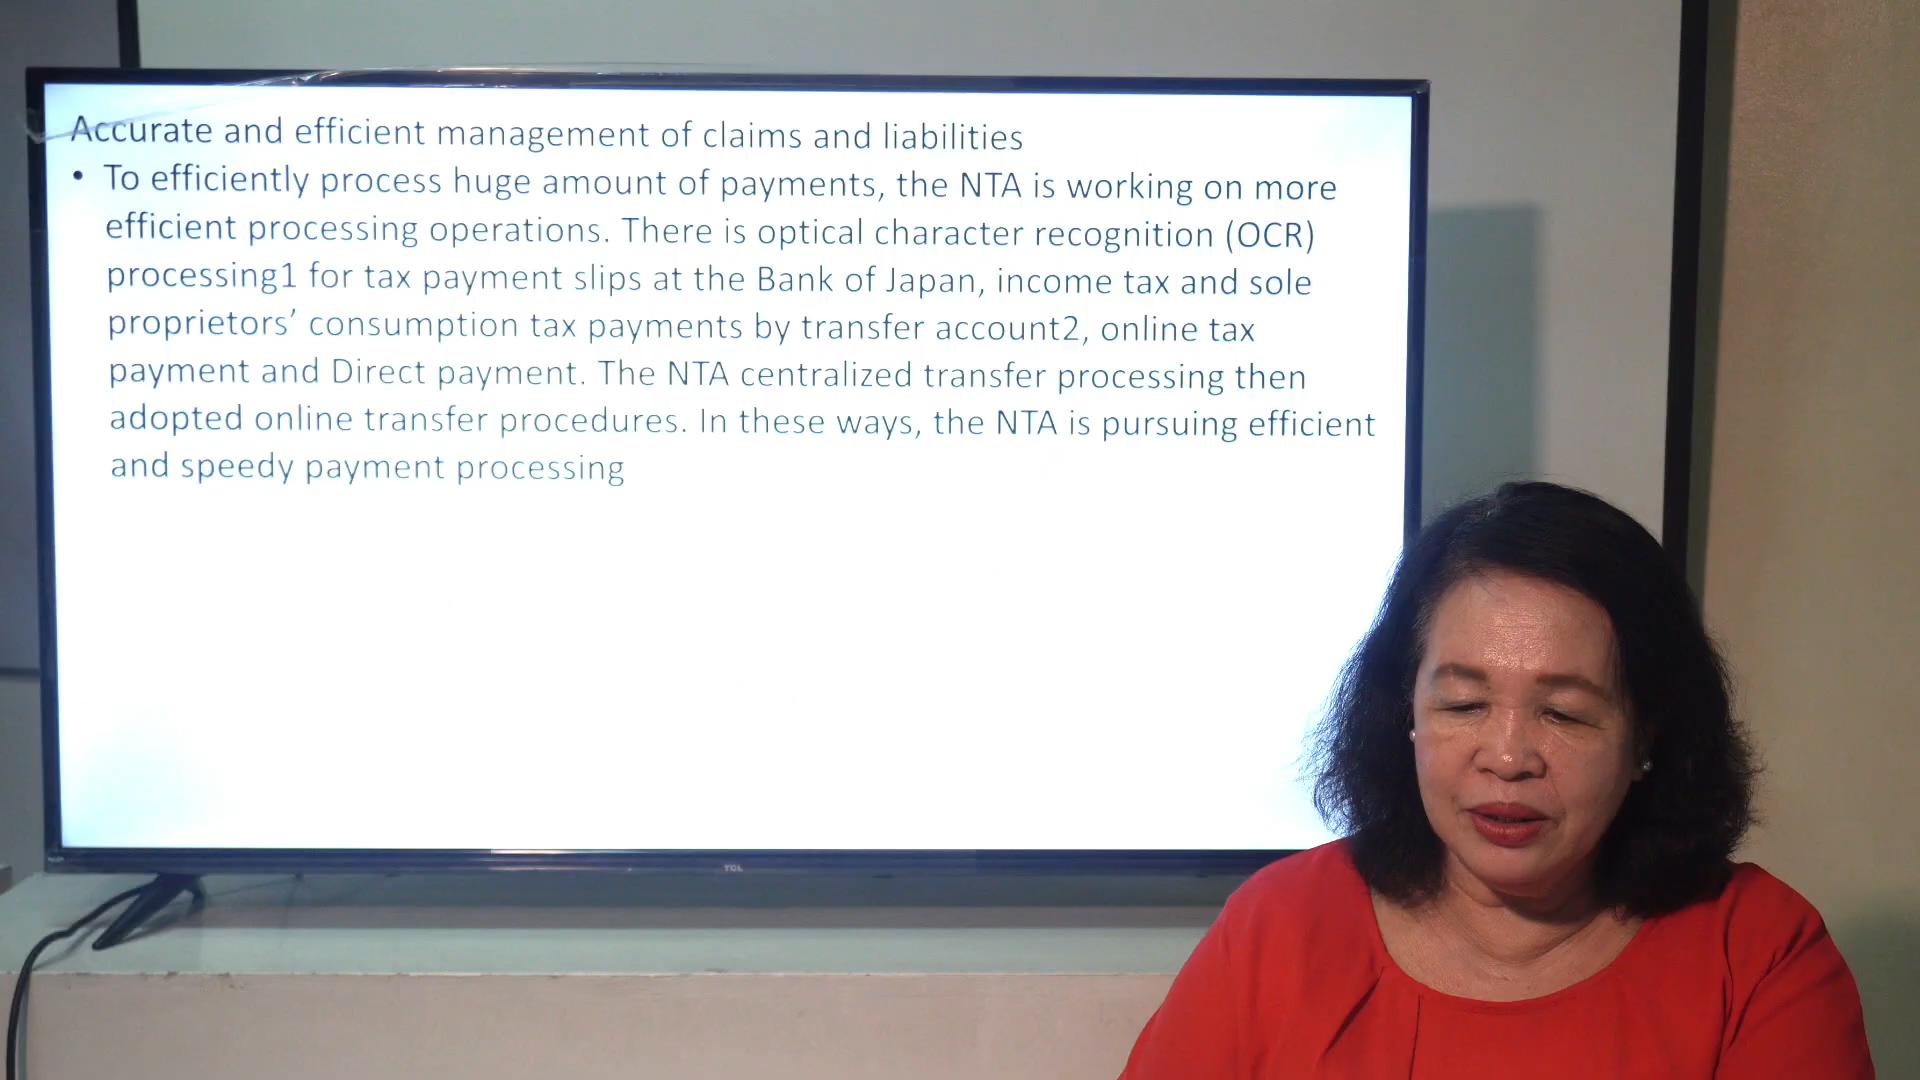 Accurate and efficient management of claims and liabilities
• To efficiently process huge amount of payments, the NTA is working on more
efficient processing operations. There is optical character recognition (OCR)
processing1 for tax payment slips at the Bank of Japan, income tax and sole
proprietors’ consumption tax payments by transfer account2, online tax
payment and Direct payment. The NTA centralized transfer processing then
adopted online transfer procedures. In these ways, the NTA is pursuing efficient
and speedy payment processing
TCL